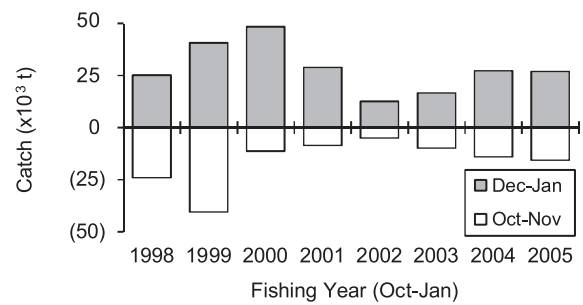 50
25
0
(25)
(50)
Catch (x10³ t)
Dec-Jan
Oct-Nov
1998 1999 2000 2001 2002 2003 2004 2005
Fishing Year (Oct-Jan)